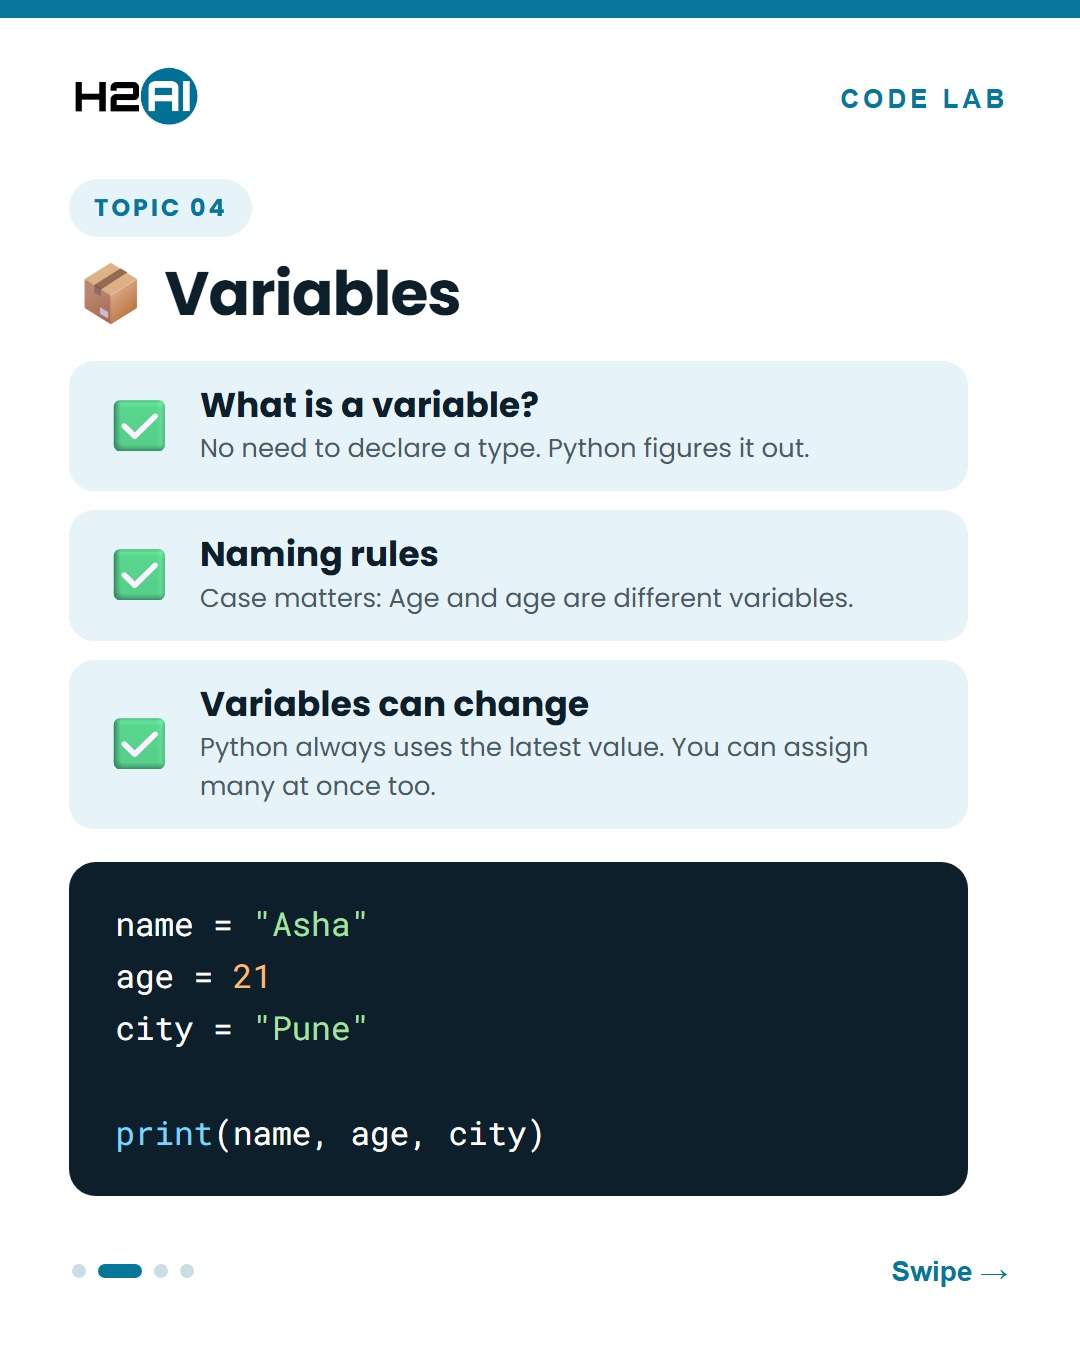 H2AI
CODE LAB
TOPIC 04
Variables
What is a variable?
No need to declare a type. Python figures it out.
Naming rules
Case matters: Age and age are different variables.
Variables can change
Python always uses the latest value. You can assign
many at once too.
name = "Asha"
age = 21
city = "Pune"
print(name, age, city)
Swipe →